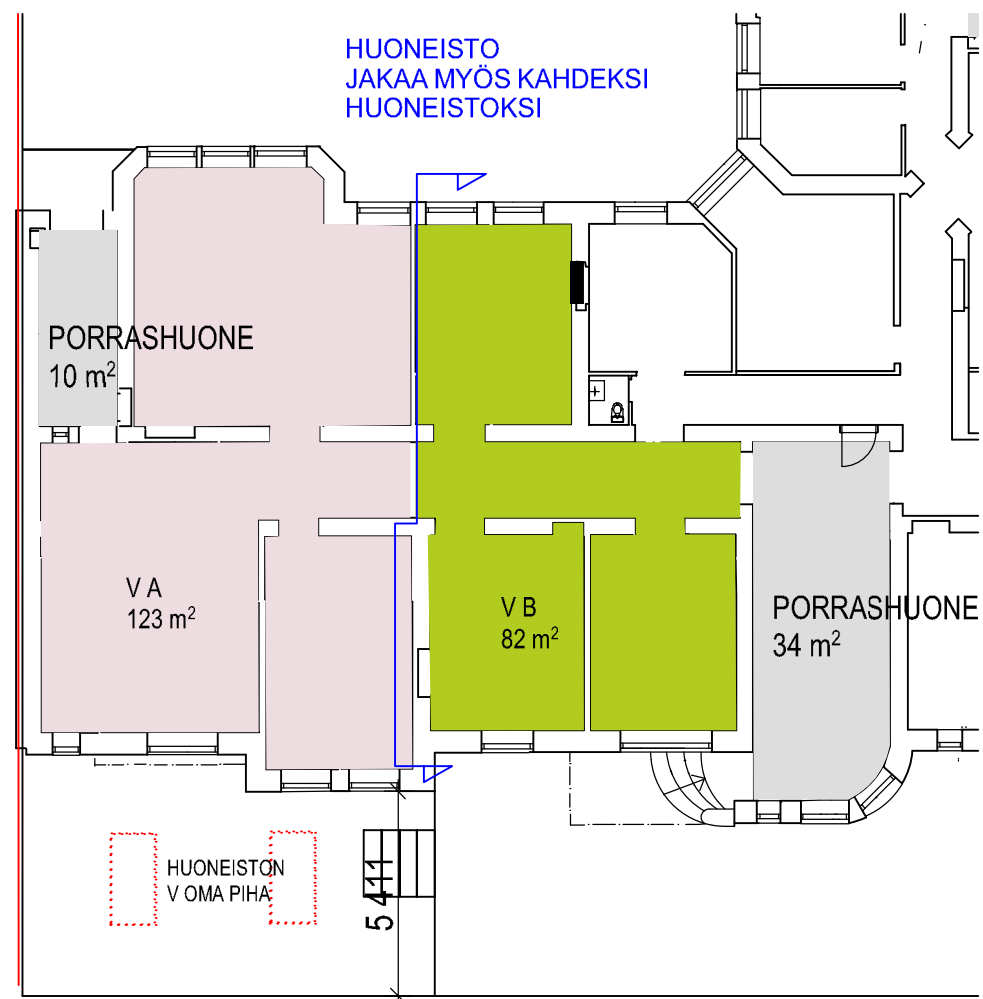 HUONEISTO
JAKAA MYÖS KAHDEKSI
HUONEISTOKSI
PORRASHUONE
10 m²
V A
123 m²
V B
82 m²
PORRASHUONE
34 m²
HUONEISTON
V OMA PIHA
5 411